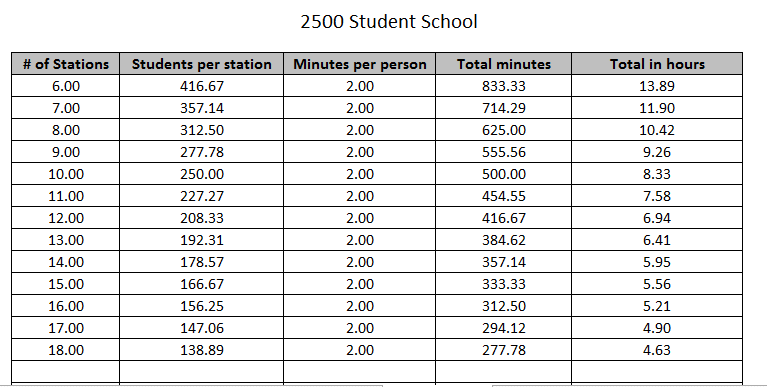 2500 Student School
# of Stations Students per station Minutes per person Total minutes Total in hours
6.00 416.67 2.00 833.33 13.89
7.00 357.14 2.00 714.29 11.90
8.00 312.50 2.00 625.00 10.42
9.00 277.78 2.00 555.56 9.26
10.00 250.00 2.00 500.00 8.33
11.00 227.27 2.00 454.55 7.58
12.00 208.33 2.00 416.67 6.94
13.00 192.31 2.00 384.62 6.41
14.00 178.57 2.00 357.14 5.95
15.00 166.67 2.00 333.33 5.56
16.00 156.25 2.00 312.50 5.21
17.00 147.06 2.00 294.12 4.90
18.00 138.89 2.00 277.78 4.63